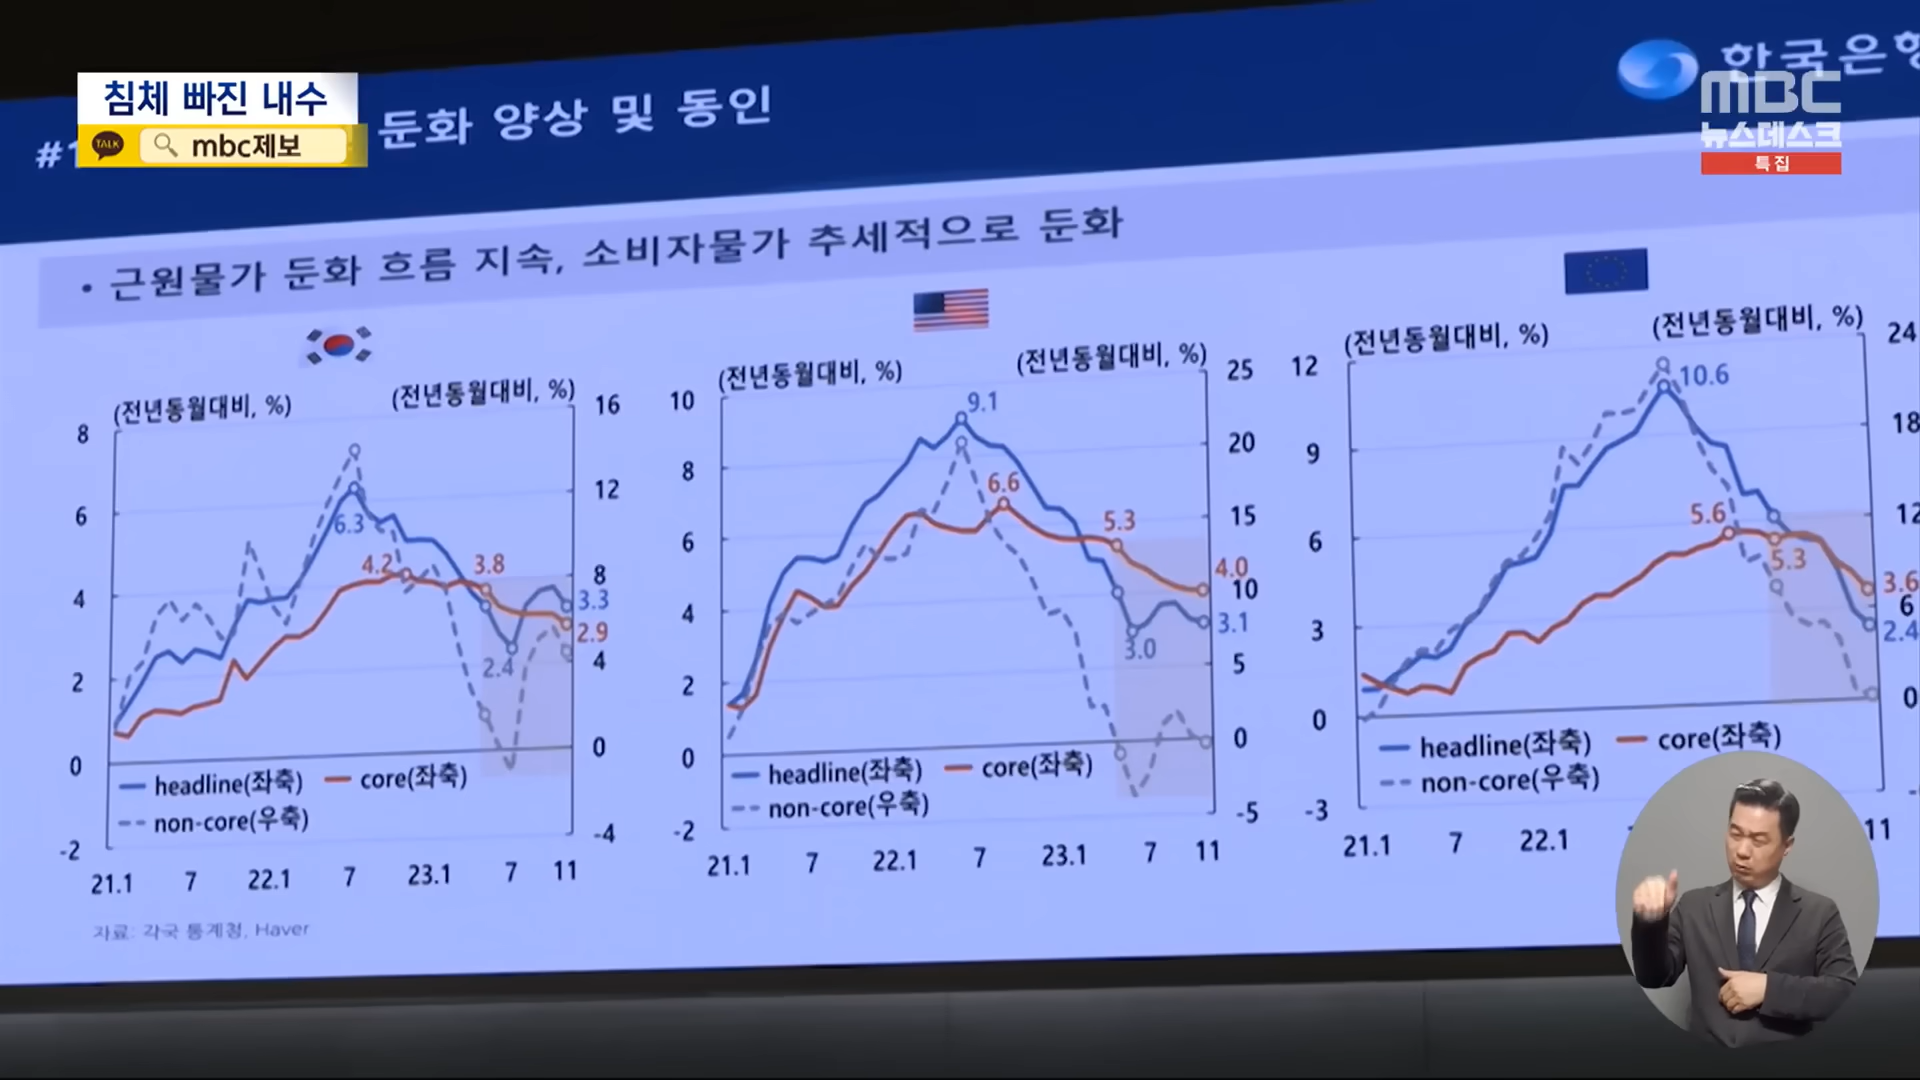 침체 빠진 내수
TALK mbc제보
#1 둔화 양상 및 동인
한국은행
MBC
뉴스데스크
특집
• 근원물가 둔화 흐름 지속, 소비자물가 추세적으로 둔화
(전년동월대비, %) (전년동월대비, %)
8 6 4 2 0 -2
16 12 8 4 0 -4
6.3 4.2 3.8 2.4 3.3 2.9
headline(좌축) core(좌축)
non-core(우축)
21.1 7 22.1 7 23.1 7 11
(전년동월대비, %) (전년동월대비, %)
10 8 6 4 2 0 -2
25 20 15 10 5 0 -5
9.1 6.6 5.3 4.0 3.0 3.1
headline(좌축) core(좌축)
non-core(우축)
21.1 7 22.1 7 23.1 7 11
(전년동월대비, %) (전년동월대비, %)
12 9 6 3 0 -3
24 18 12 6 0
10.6 5.6 5.3 3.6 2.4
headline(좌축) core(좌축)
non-core(우축)
21.1 7 22.1 11
자료: 각국 통계청, Haver